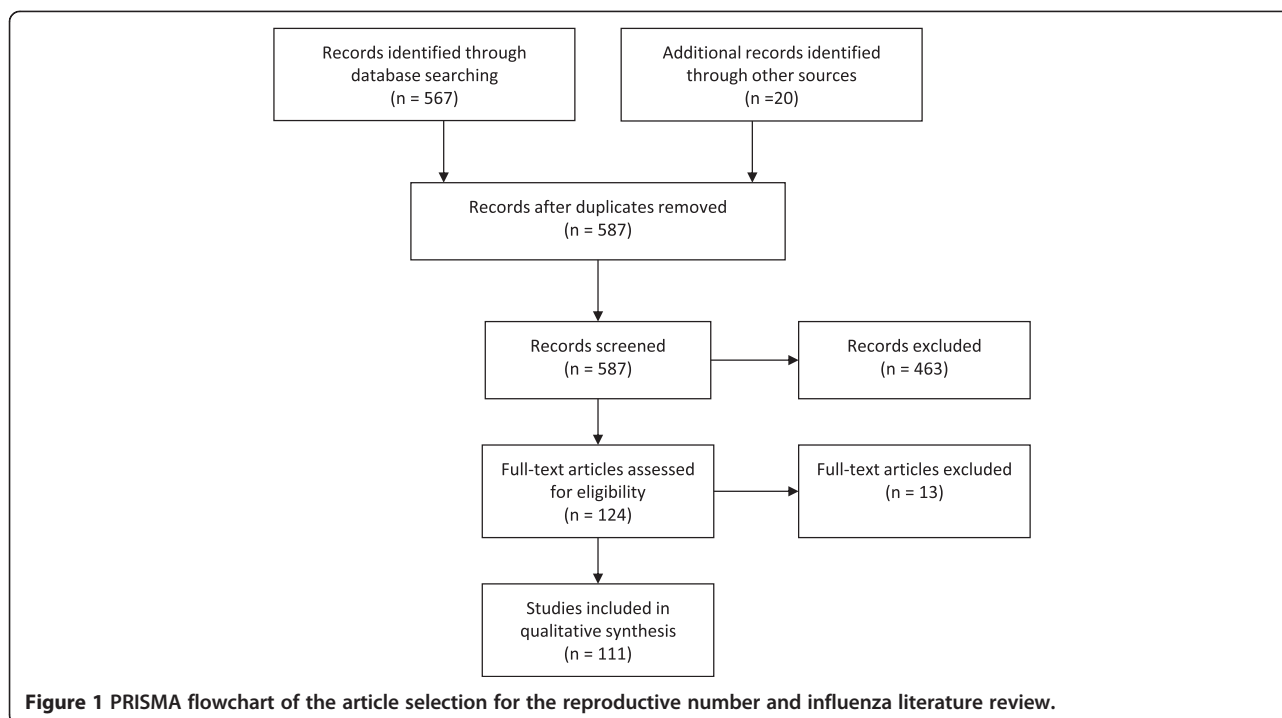 Records identified through
database searching
(n = 567)
Additional records identified
through other sources
(n =20)
Records after duplicates removed
(n = 587)
Records screened
(n = 587)
Records excluded
(n = 463)
Full-text articles assessed
for eligibility
(n = 124)
Full-text articles excluded
(n = 13)
Studies included in
qualitative synthesis
(n = 111)
Figure 1 PRISMA flowchart of the article selection for the reproductive number and influenza literature review.